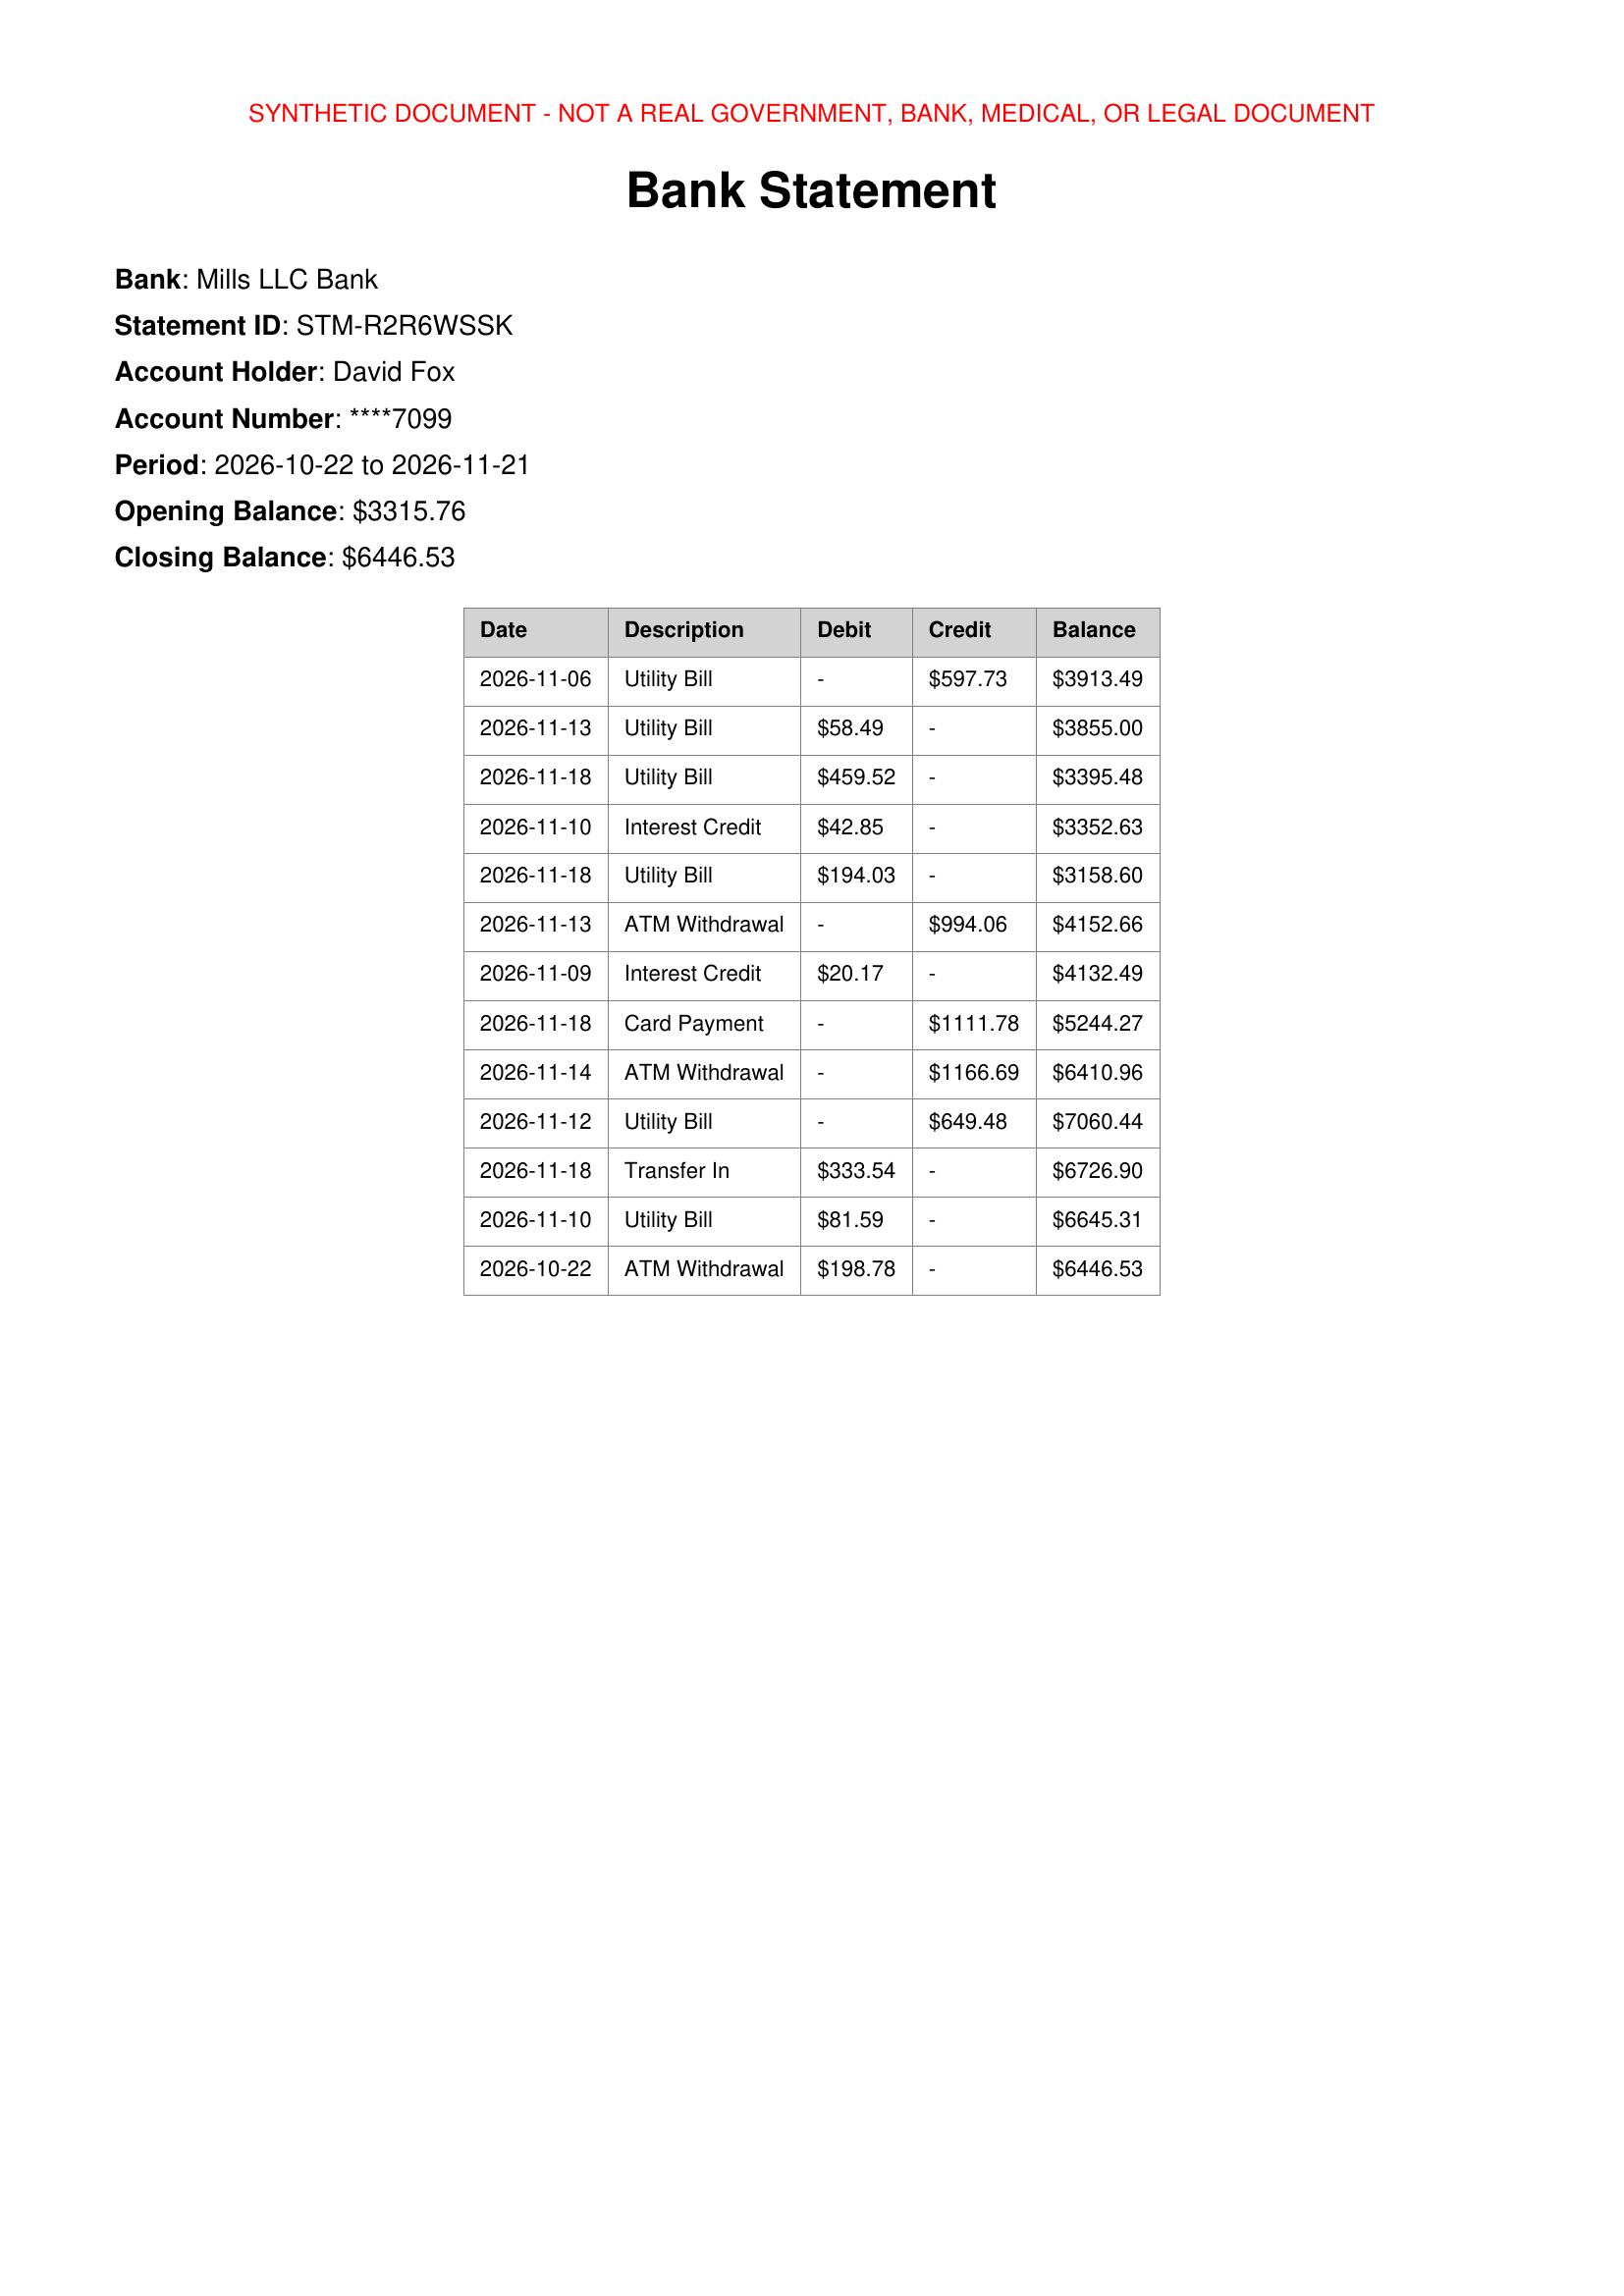 SYNTHETIC DOCUMENT - NOT A REAL GOVERNMENT, BANK, MEDICAL, OR LEGAL DOCUMENT
Bank Statement
Bank: Mills LLC Bank
Statement ID: STM-R2R6WSSK
Account Holder: David Fox
Account Number: ****7099
Period: 2026-10-22 to 2026-11-21
Opening Balance: $3315.76
Closing Balance: $6446.53
Date Description Debit Credit Balance
2026-11-06 Utility Bill - $597.73 $3913.49
2026-11-13 Utility Bill $58.49 - $3855.00
2026-11-18 Utility Bill $459.52 - $3395.48
2026-11-10 Interest Credit $42.85 - $3352.63
2026-11-18 Utility Bill $194.03 - $3158.60
2026-11-13 ATM Withdrawal - $994.06 $4152.66
2026-11-09 Interest Credit $20.17 - $4132.49
2026-11-18 Card Payment - $1111.78 $5244.27
2026-11-14 ATM Withdrawal - $1166.69 $6410.96
2026-11-12 Utility Bill - $649.48 $7060.44
2026-11-18 Transfer In $333.54 - $6726.90
2026-11-10 Utility Bill $81.59 - $6645.31
2026-10-22 ATM Withdrawal $198.78 - $6446.53